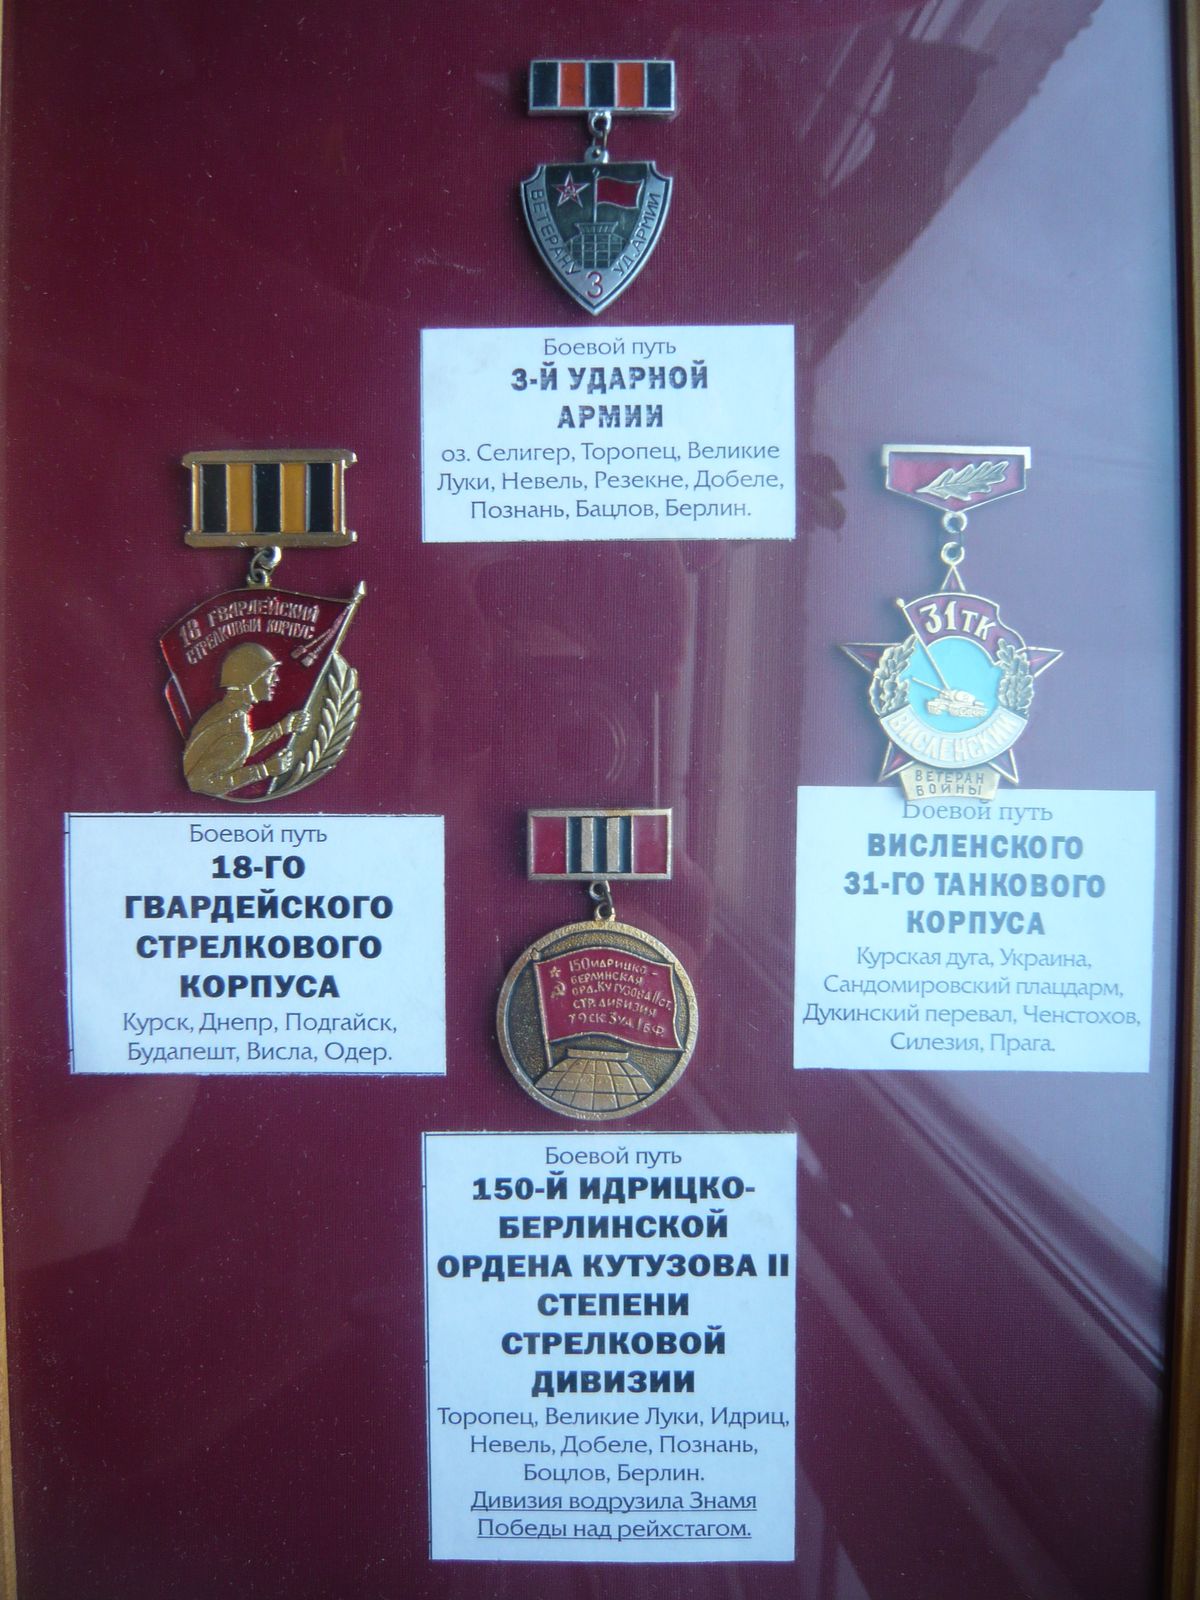 ВЕТЕРАНУ
УД. АРМИИ
3
Боевой путь
3-Й УДАРНОЙ
АРМИИ
оз. Селигер, Торопец, Великие
Луки, Невель, Резекне, Добеле,
Познань, Бацлов, Берлин.
18 ГВАРДЕЙСКИЙ
СТРЕЛКОВЫЙ КОРПУС
Боевой путь
18-ГО
ГВАРДЕЙСКОГО
СТРЕЛКОВОГО
КОРПУСА
Курск, Днепр, Подгайск,
Будапешт, Висла, Одер.
31 ТК
ВИСЛЕНСКИЙ
ВЕТЕРАН
ВОЙНЫ
Боевой путь
ВИСЛЕНСКОГО
31-ГО ТАНКОВОГО
КОРПУСА
Курская дуга, Украина,
Сандомировский плацдарм,
Дукинский перевал, Ченстохов,
Силезия, Прага.
150 ИДРИЦКО-
БЕРЛИНСКАЯ
ОРД. КУТУЗОВА II СТ.
СТР. ДИВИЗИЯ
79 СК. 3 УД. 1 Б.Ф.
Боевой путь
150-Й ИДРИЦКО-
БЕРЛИНСКОЙ
ОРДЕНА КУТУЗОВА II
СТЕПЕНИ
СТРЕЛКОВОЙ
ДИВИЗИИ
Торопец, Великие Луки, Идриц,
Невель, Добеле, Познань,
Боцлов, Берлин.
Дивизия водрузила Знамя
Победы над рейхстагом.